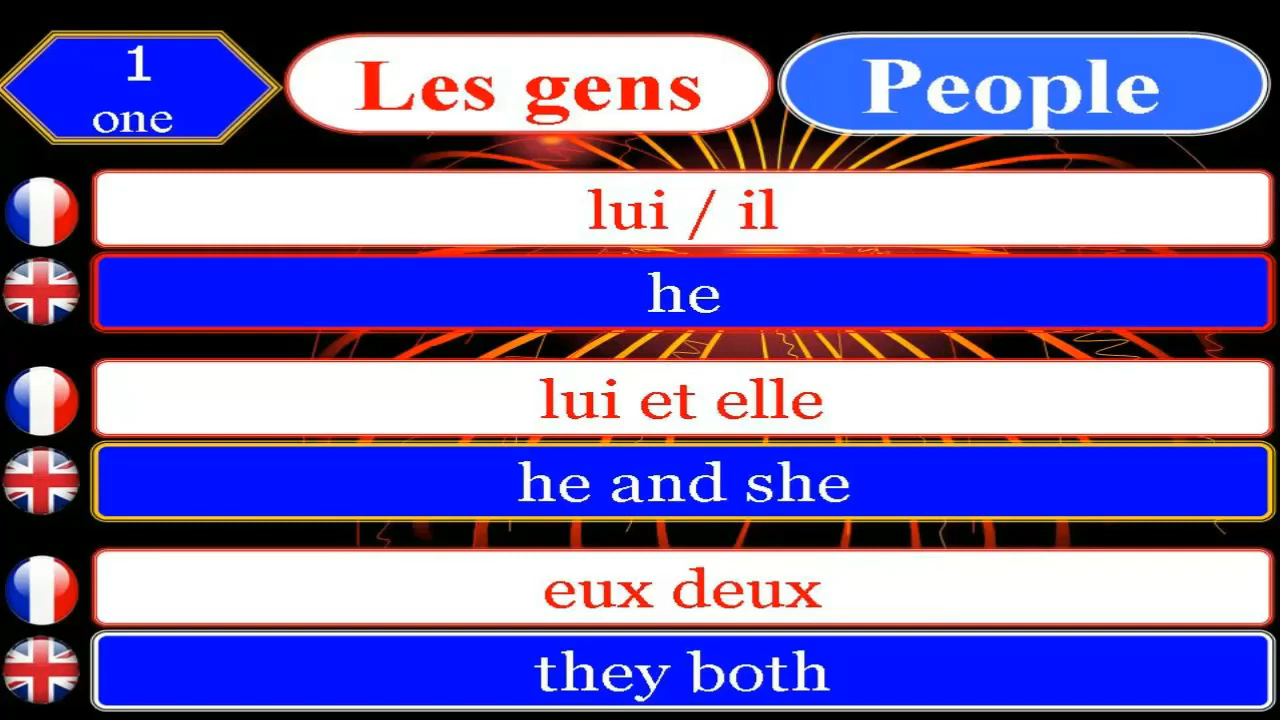 1
one
Les gens
People
lui / il
he
lui et elle
he and she
eux deux
they both